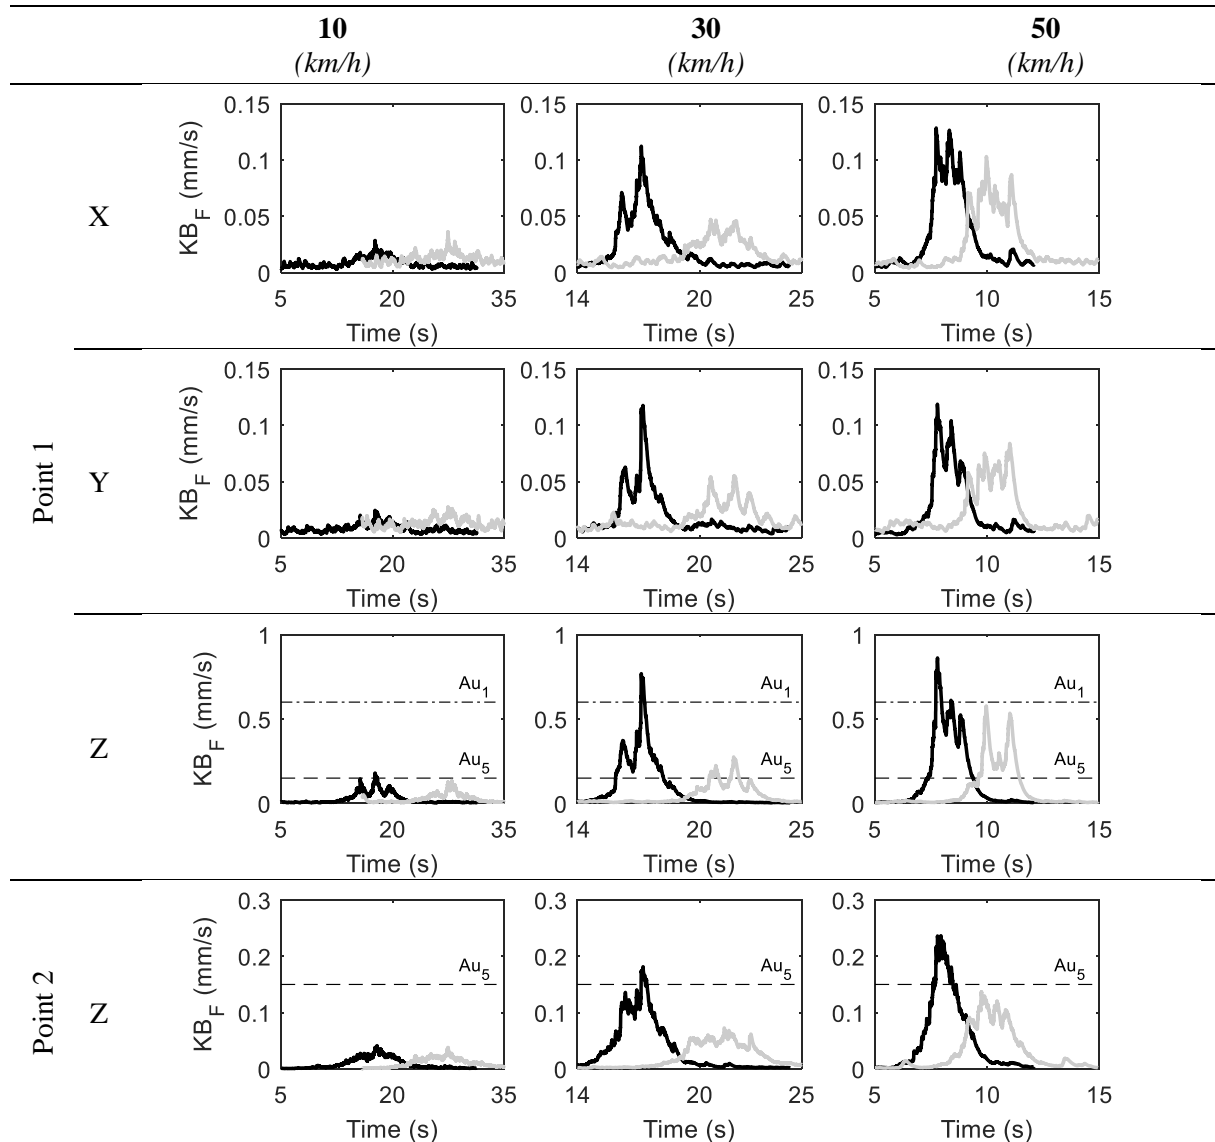 10 30 50
(km/h) (km/h) (km/h)
Point 1
X
KB_F (mm/s)
0.15 0.1 0.05 0
5 20 35
Time (s)
0.15 0.1 0.05 0
14 20 25
Time (s)
0.15 0.1 0.05 0
5 10 15
Time (s)
Y
KB_F (mm/s)
0.15 0.1 0.05 0
5 20 35
Time (s)
0.15 0.1 0.05 0
14 20 25
Time (s)
0.15 0.1 0.05 0
5 10 15
Time (s)
Z
KB_F (mm/s)
1 0.5 0
Au_1
Au_5
5 20 35
Time (s)
1 0.5 0
Au_1
Au_5
14 20 25
Time (s)
1 0.5 0
Au_1
Au_5
5 10 15
Time (s)
Point 2
Z
KB_F (mm/s)
0.3 0.2 0.1 0
Au_5
5 20 35
Time (s)
0.3 0.2 0.1 0
Au_5
14 20 25
Time (s)
0.3 0.2 0.1 0
Au_5
5 10 15
Time (s)